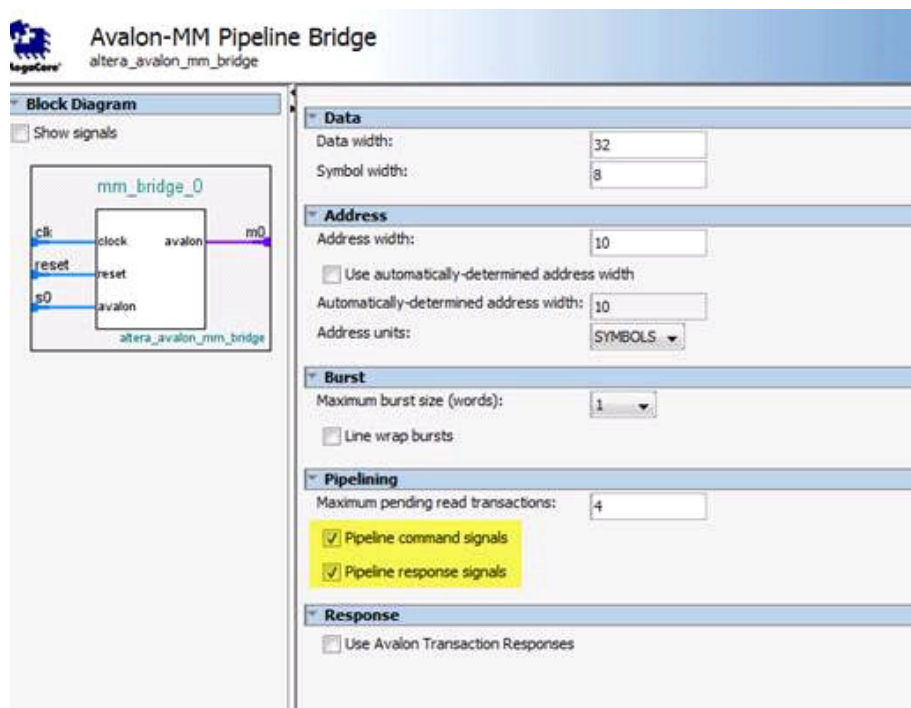 Avalon-MM Pipeline Bridge
altera_avalon_mm_bridge
Block Diagram
Show signals
mm_bridge_0
clk
clock
avalon
m0
reset
reset
s0
avalon
altera_avalon_mm_bridge
Data
Data width: 32
Symbol width: 8
Address
Address width: 10
Use automatically-determined address width
Automatically-determined address width: 10
Address units: SYMBOLS
Burst
Maximum burst size (words): 1
Line wrap bursts
Pipelining
Maximum pending read transactions: 4
Pipeline command signals
Pipeline response signals
Response
Use Avalon Transaction Responses